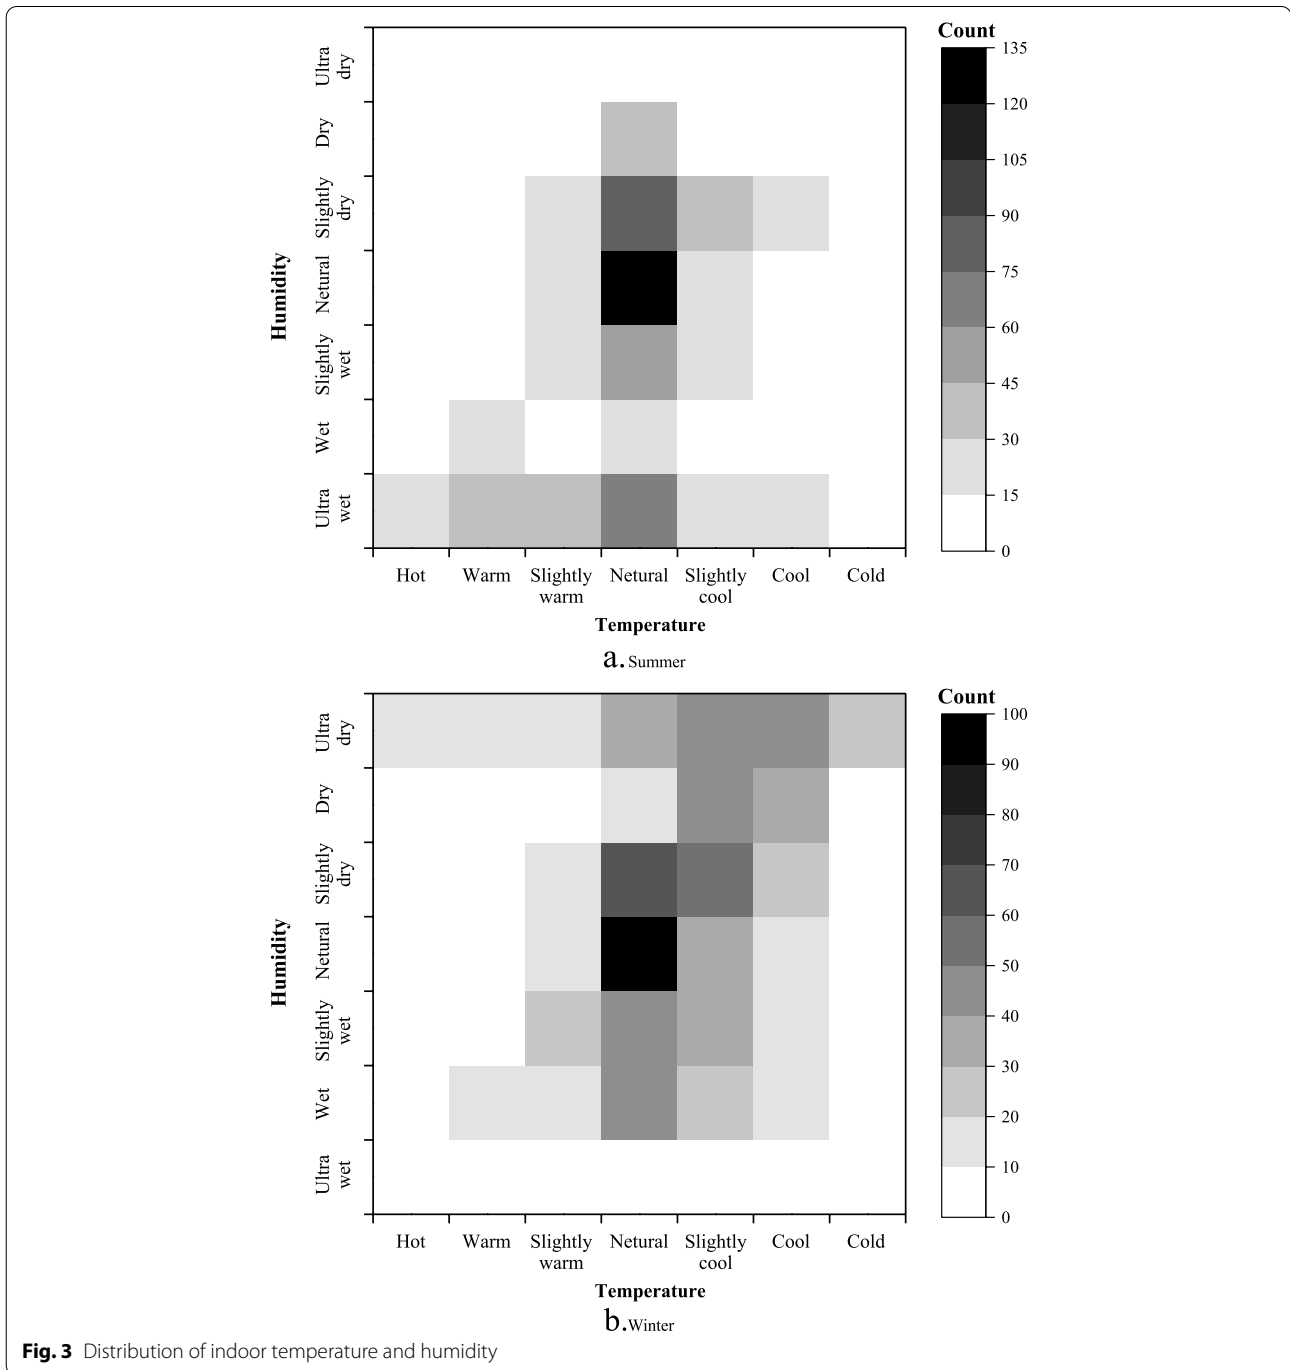 Count
135
120
105
90
75
60
45
30
15
0
Humidity
Ultra
dry
Dry
Slightly
dry
Netural
Slightly
wet
Wet
Ultra
wet
Hot Warm Slightly warm Netural Slightly cool Cool Cold
Temperature
a.Summer
Count
100
90
80
70
60
50
40
30
20
10
0
Humidity
Ultra
dry
Dry
Slightly
dry
Netural
Slightly
wet
Wet
Ultra
wet
Hot Warm Slightly warm Netural Slightly cool Cool Cold
Temperature
b.Winter
Fig. 3 Distribution of indoor temperature and humidity